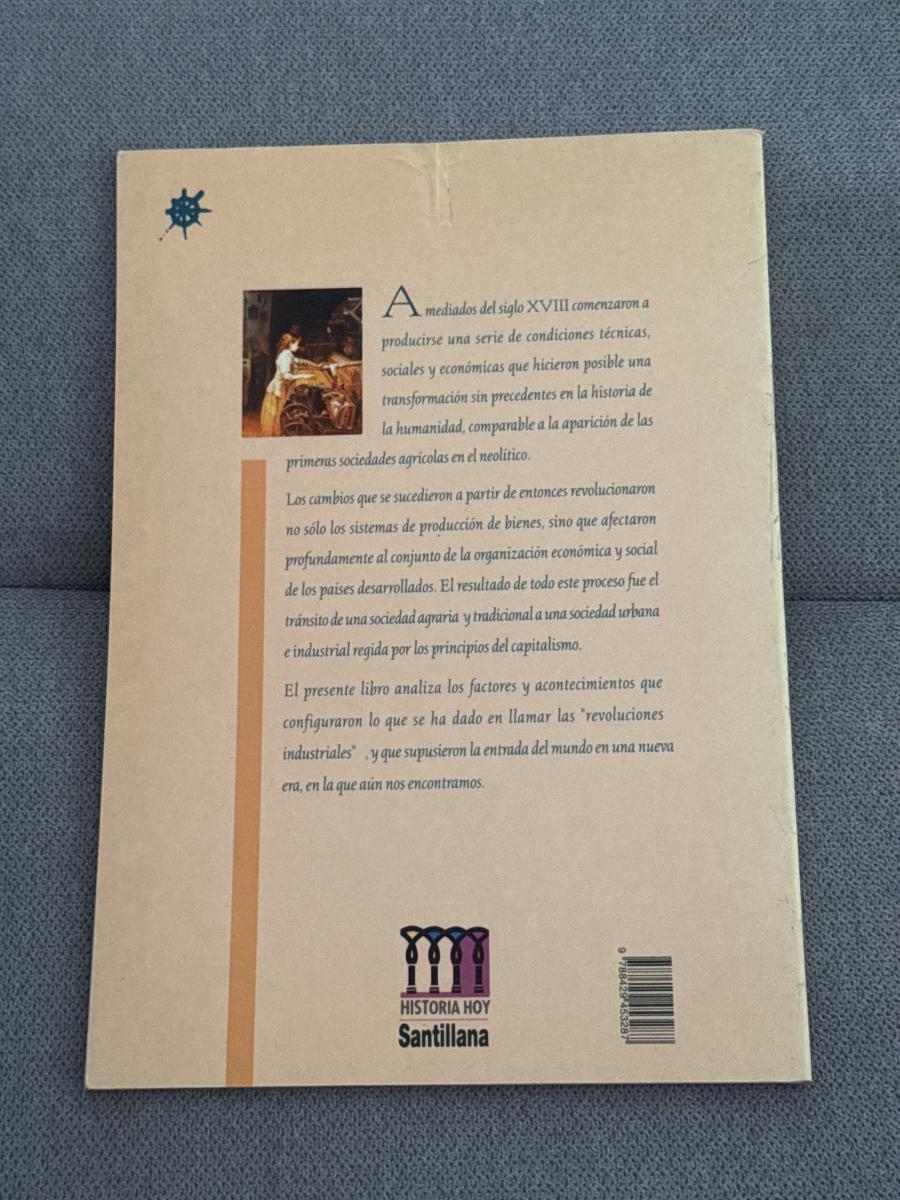 A mediados del siglo XVIII comenzaron a
producirse una serie de condiciones técnicas,
sociales y económicas que hicieron posible una
transformación sin precedentes en la historia de
la humanidad, comparable a la aparición de las
primeras sociedades agrícolas en el neolítico.
Los cambios que se sucedieron a partir de entonces revolucionaron
no sólo los sistemas de producción de bienes, sino que afectaron
profundamente al conjunto de la organización económica y social
de los países desarrollados. El resultado de todo este proceso fue el
tránsito de una sociedad agraria y tradicional a una sociedad urbana
e industrial regida por los principios del capitalismo.
El presente libro analiza los factores y acontecimientos que
configuraron lo que se ha dado en llamar las "revoluciones
industriales" , y que supusieron la entrada del mundo en una nueva
era, en la que aún nos encontramos.
HISTORIA HOY
Santillana
9 788429 453287